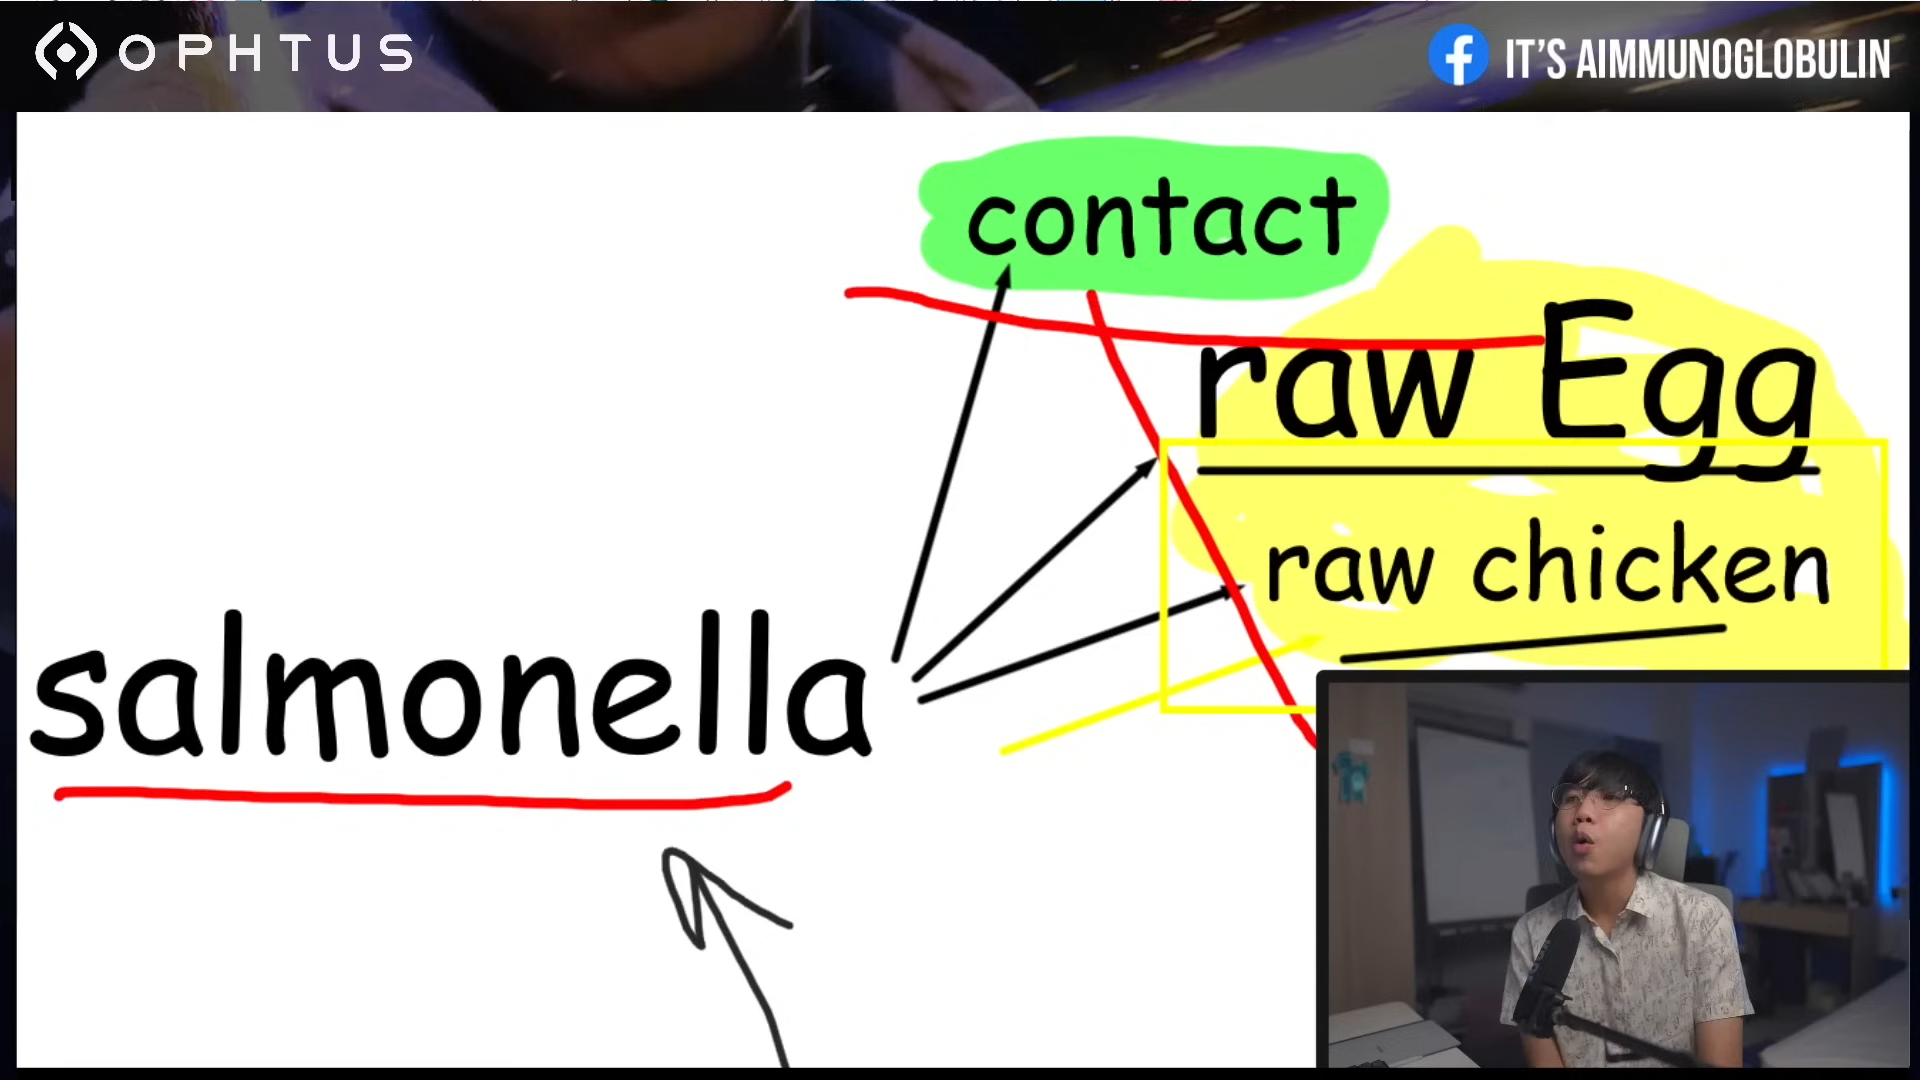 OPHTUS
IT'S AIMMUNOGLOBULIN
contact
raw Egg
raw chicken
salmonella